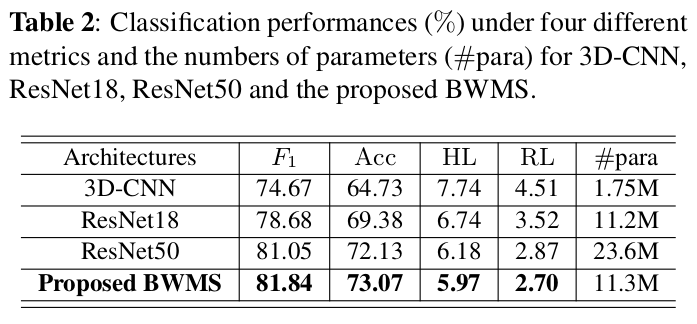 Table 2: Classification performances (%) under four different
metrics and the numbers of parameters (#para) for 3D-CNN,
ResNet18, ResNet50 and the proposed BWMS.
Architectures F1 Acc HL RL #para
3D-CNN 74.67 64.73 7.74 4.51 1.75M
ResNet18 78.68 69.38 6.74 3.52 11.2M
ResNet50 81.05 72.13 6.18 2.87 23.6M
Proposed BWMS 81.84 73.07 5.97 2.70 11.3M